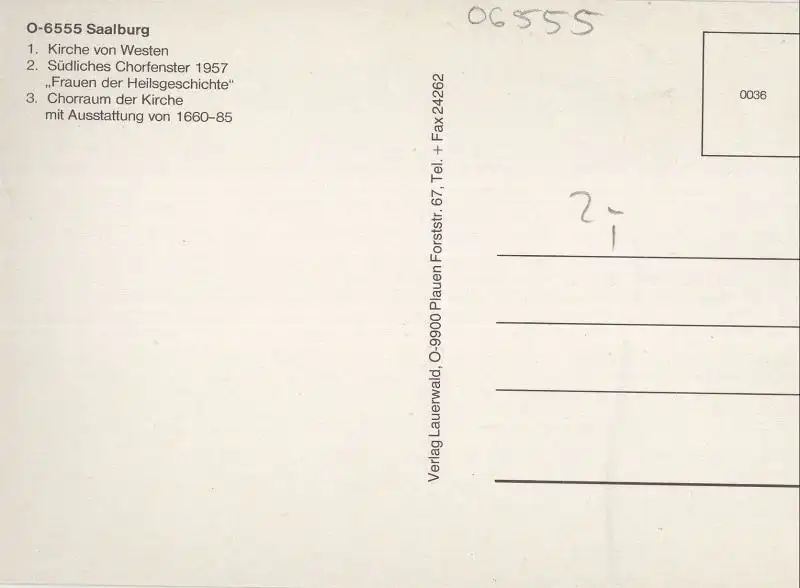 06555
O-6555 Saalburg
1. Kirche von Westen
2. Südliches Chorfenster 1957
„Frauen der Heilsgeschichte“
3. Chorraum der Kirche
mit Ausstattung von 1660–85
Verlag Lauerwald, O-9900 Plauen Forststr. 67, Tel. + Fax 24262
0036
2,-